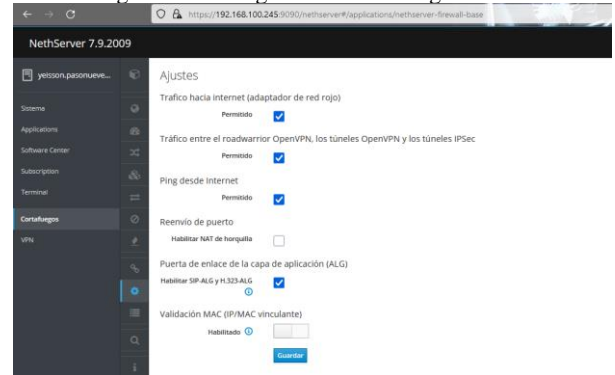 https://192.168.100.245:9090/nethserver#/applications/nethserver-firewall-base
NethServer 7.9.2009
yeisson.pasonueve...
Sistema
Applications
Software Center
Subscription
Terminal
Cortafuegos
VPN
Ajustes
Trafico hacia internet (adaptador de red rojo)
Permitido
Tráfico entre el roadwarrior OpenVPN, los túneles OpenVPN y los túneles IPSec
Permitido
Ping desde Internet
Permitido
Reenvío de puerto
Habilitar NAT de horquilla
Puerta de enlace de la capa de aplicación (ALG)
Habilitar SIP-ALG y H.323-ALG
Validación MAC (IP/MAC vinculante)
Habilitado
Guardar